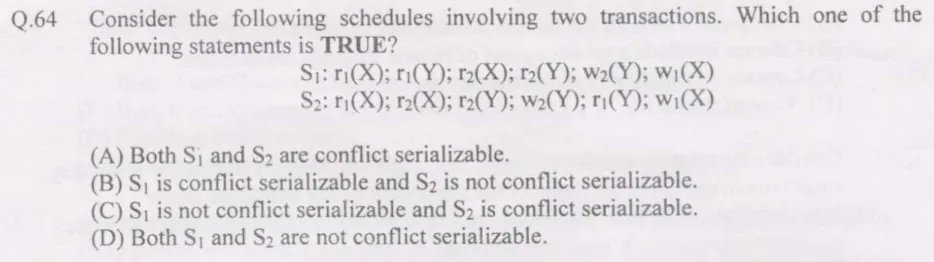 Q.64 Consider the following schedules involving two transactions. Which one of the
following statements is TRUE?
S₁: r₁(X); r₁(Y); r₂(X); r₂(Y); w₂(Y); w₁(X)
S₂: r₁(X); r₂(X); r₂(Y); w₂(Y); r₁(Y); w₁(X)
(A) Both S₁ and S₂ are conflict serializable.
(B) S₁ is conflict serializable and S₂ is not conflict serializable.
(C) S₁ is not conflict serializable and S₂ is conflict serializable.
(D) Both S₁ and S₂ are not conflict serializable.